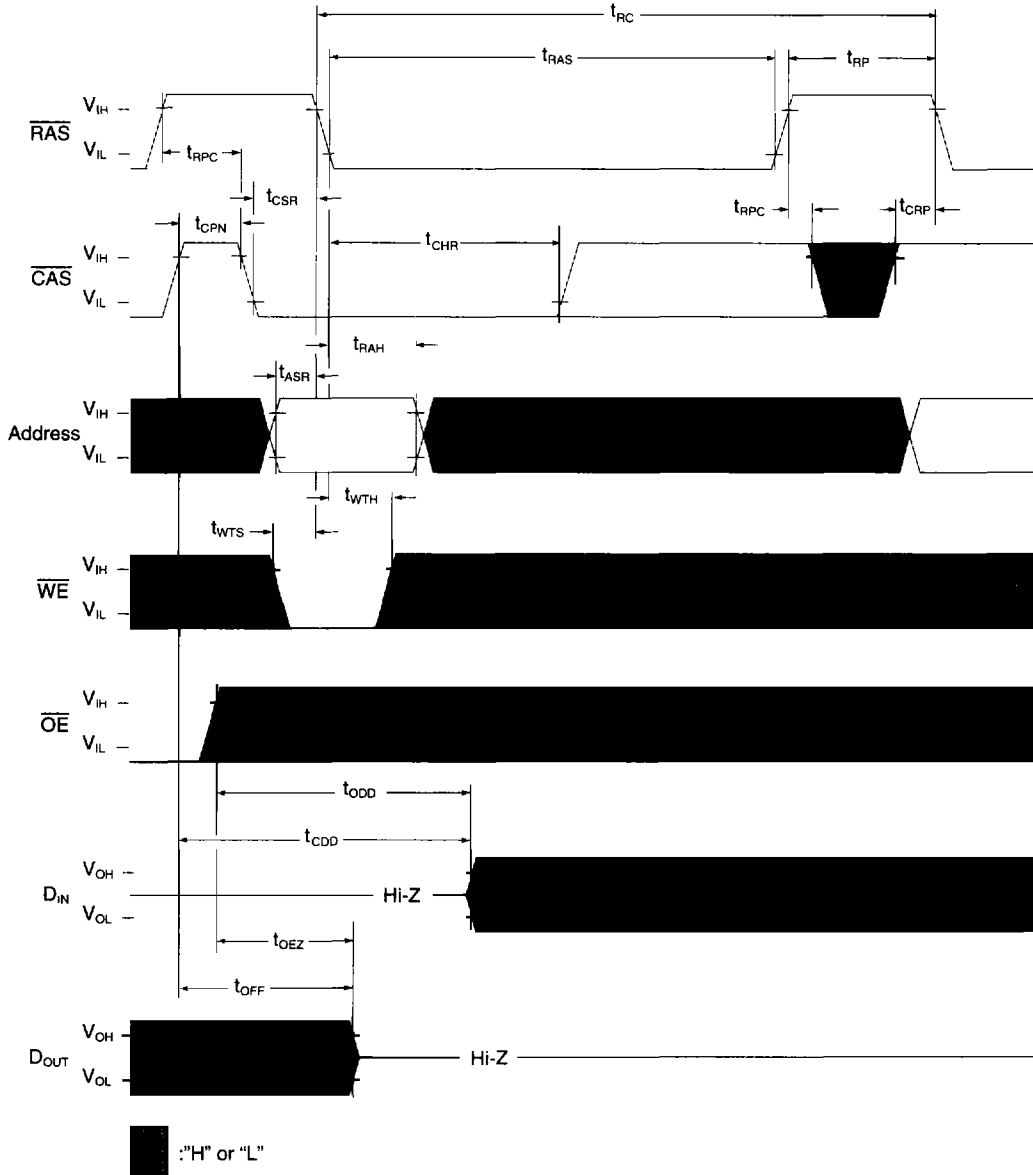 tRC
tRAS
tRP
VIH
RAS
VIL
tRPC
tCSR
tRPC
tCRP
tCPN
tCHR
VIH
CAS
VIL
tRAH
tASR
VIH
Address
VIL
tWTH
tWTS
VIH
WE
VIL
VIH
OE
VIL
tODD
tCDD
VOH
DIN
Hi-Z
VOL
tOEZ
tOFF
VOH
DOUT
Hi-Z
VOL
:"H" or "L"